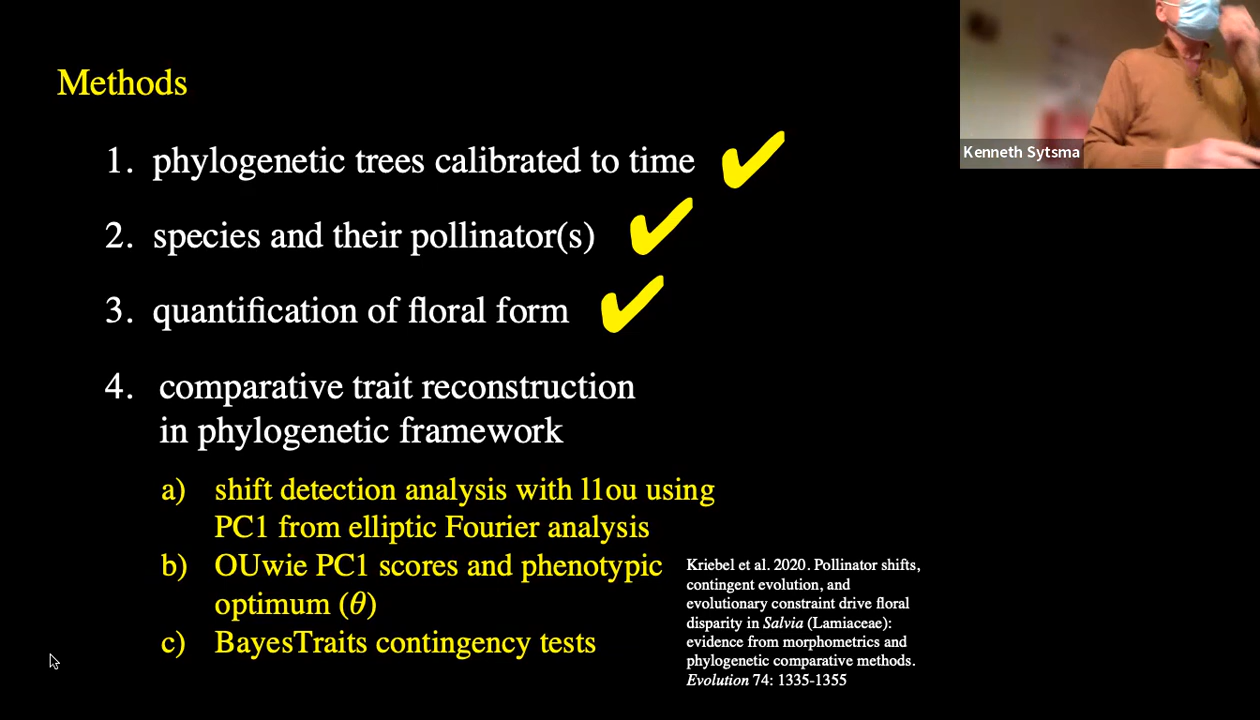 Methods
1. phylogenetic trees calibrated to time
2. species and their pollinator(s)
3. quantification of floral form
4. comparative trait reconstruction
in phylogenetic framework
a) shift detection analysis with l1ou using
PC1 from elliptic Fourier analysis
b) OUwie PC1 scores and phenotypic
optimum (θ)
c) BayesTraits contingency tests
Kriebel et al. 2020. Pollinator shifts,
contingent evolution, and
evolutionary constraint drive floral
disparity in Salvia (Lamiaceae):
evidence from morphometrics and
phylogenetic comparative methods.
Evolution 74: 1335-1355
Kenneth Sytsma